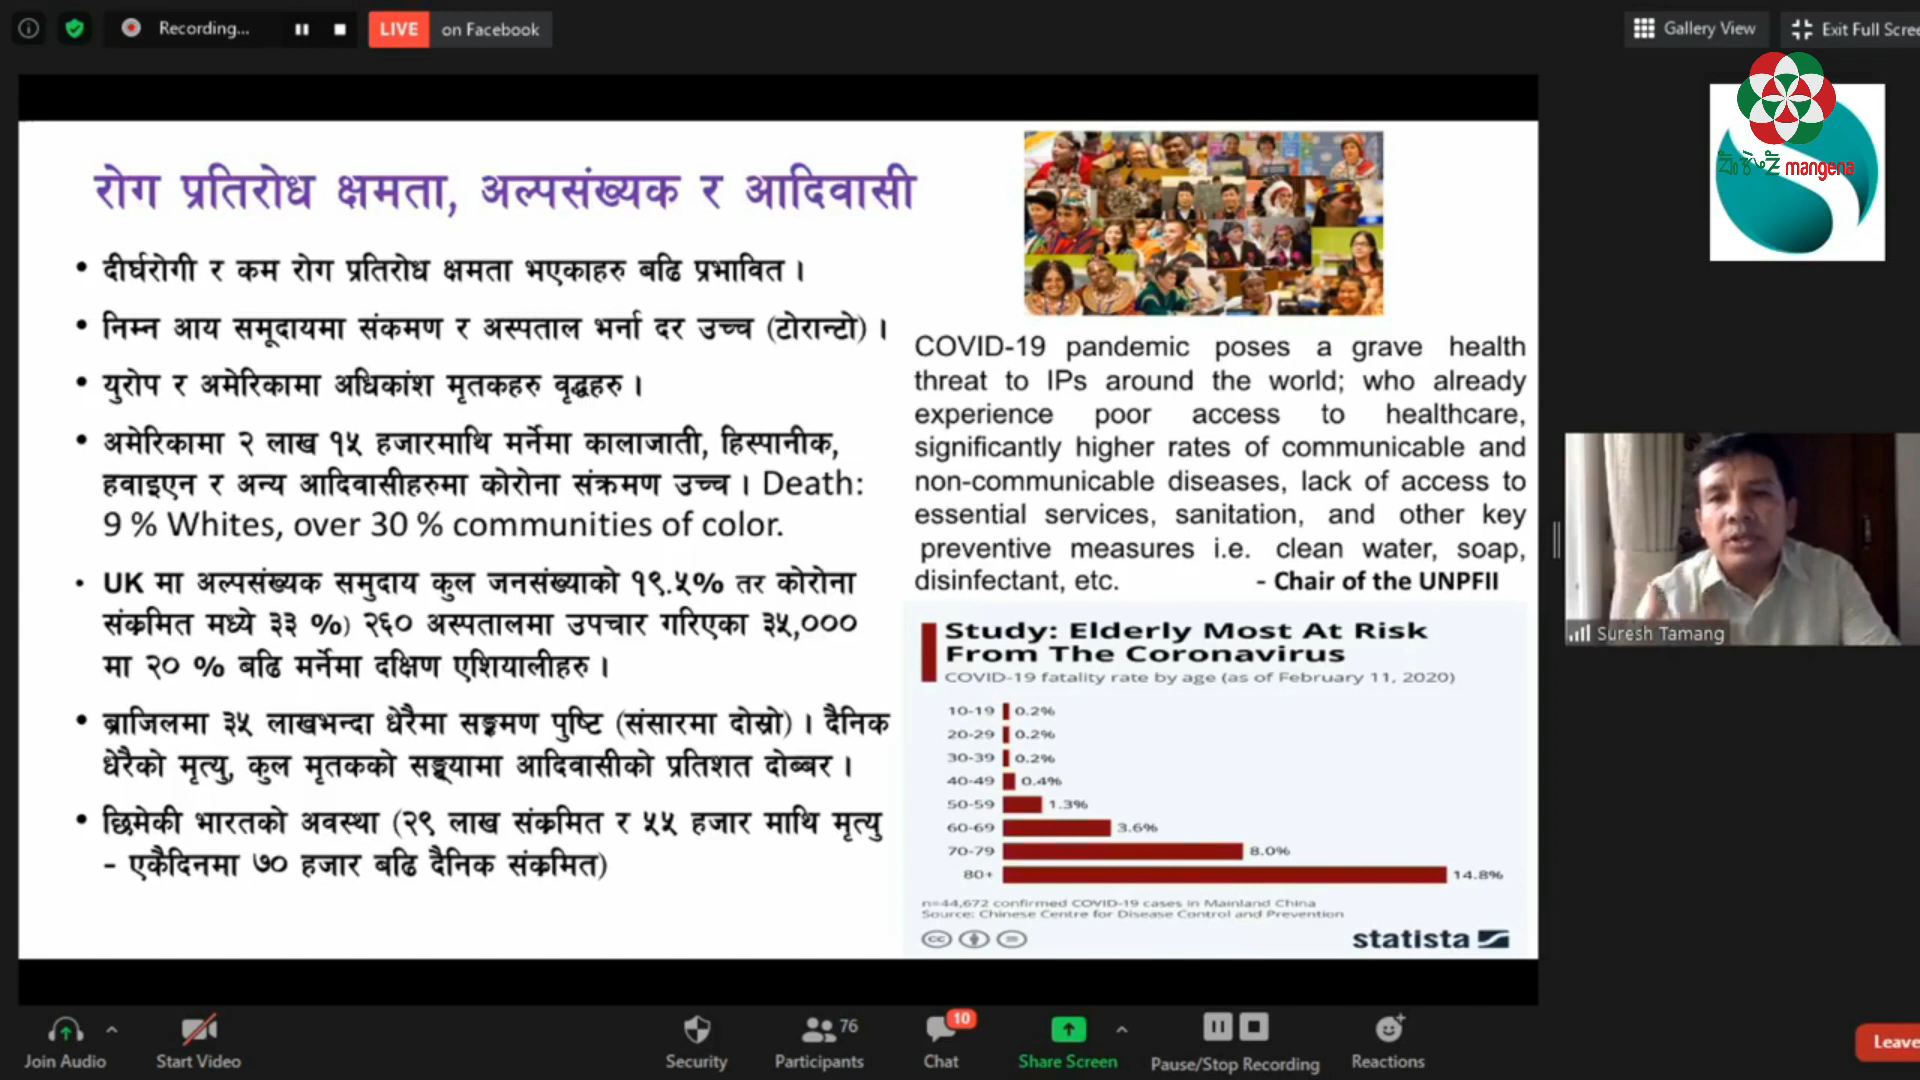 Recording...
LIVE on Facebook
Gallery View
Exit Full Scree
रोग प्रतिरोध क्षमता, अल्पसंख्यक र आदिवासी
• दीर्घरोगी र कम रोग प्रतिरोध क्षमता भएकाहरु बढि प्रभावित ।
• निम्न आय समूदायमा संकमण र अस्पताल भर्ना दर उच्च (टोरान्टो) ।
• युरोप र अमेरिकामा अधिकांश मृतकहरु वृद्धहरु ।
• अमेरिकामा २ लाख १५ हजारमाथि मर्नेमा कालाजाती, हिस्पानीक,
हवाइएन र अन्य आदिवासीहरुमा कोरोना संक्रमण उच्च । Death:
9 % Whites, over 30 % communities of color.
• UK मा अल्पसंख्यक समुदाय कुल जनसंख्याको १९.५% तर कोरोना
संक्रमित मध्ये ३३ %) २६० अस्पतालमा उपचार गरिएका ३५,०००
मा २० % बढि मर्नेमा दक्षिण एशियालीहरु ।
• ब्राजिलमा ३५ लाखभन्दा धेरैमा सङ्क्रमण पुष्टि (संसारमा दोस्रो) । दैनिक
धेरैको मृत्यु, कुल मृतकको सङ्ख्यामा आदिवासीको प्रतिशत दोब्बर ।
• छिमेकी भारतको अवस्था (२९ लाख संक्रमित र ५५ हजार माथि मृत्यु
– एकैदिनमा ७० हजार बढि दैनिक संक्रमित)
COVID-19 pandemic poses a grave health
threat to IPs around the world; who already
experience poor access to healthcare,
significantly higher rates of communicable and
non-communicable diseases, lack of access to
essential services, sanitation, and other key
preventive measures i.e. clean water, soap,
disinfectant, etc. - Chair of the UNPFII
Study: Elderly Most At Risk
From The Coronavirus
COVID-19 fatality rate by age (as of February 11, 2020)
10-19 0.2%
20-29 0.2%
30-39 0.2%
40-49 0.4%
50-59 1.3%
60-69 3.6%
70-79 8.0%
80+ 14.8%
n=44,672 confirmed COVID-19 cases in Mainland China
Source: Chinese Centre for Disease Control and Prevention
statista
mangena
Suresh Tamang
Join Audio
Start Video
Security
Participants 76
Chat 10
Share Screen
Pause/Stop Recording
Reactions
Leave